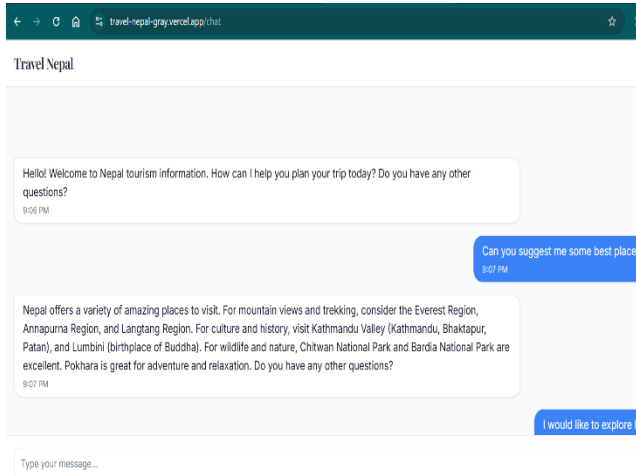 travel-nepal-gray.vercel.app/chat
Travel Nepal
Hello! Welcome to Nepal tourism information. How can I help you plan your trip today? Do you have any other
questions?
9:06 PM
Can you suggest me some best place
9:07 PM
Nepal offers a variety of amazing places to visit. For mountain views and trekking, consider the Everest Region,
Annapurna Region, and Langtang Region. For culture and history, visit Kathmandu Valley (Kathmandu, Bhaktapur,
Patan), and Lumbini (birthplace of Buddha). For wildlife and nature, Chitwan National Park and Bardia National Park are
excellent. Pokhara is great for adventure and relaxation. Do you have any other questions?
9:07 PM
I would like to explore
Type your message...